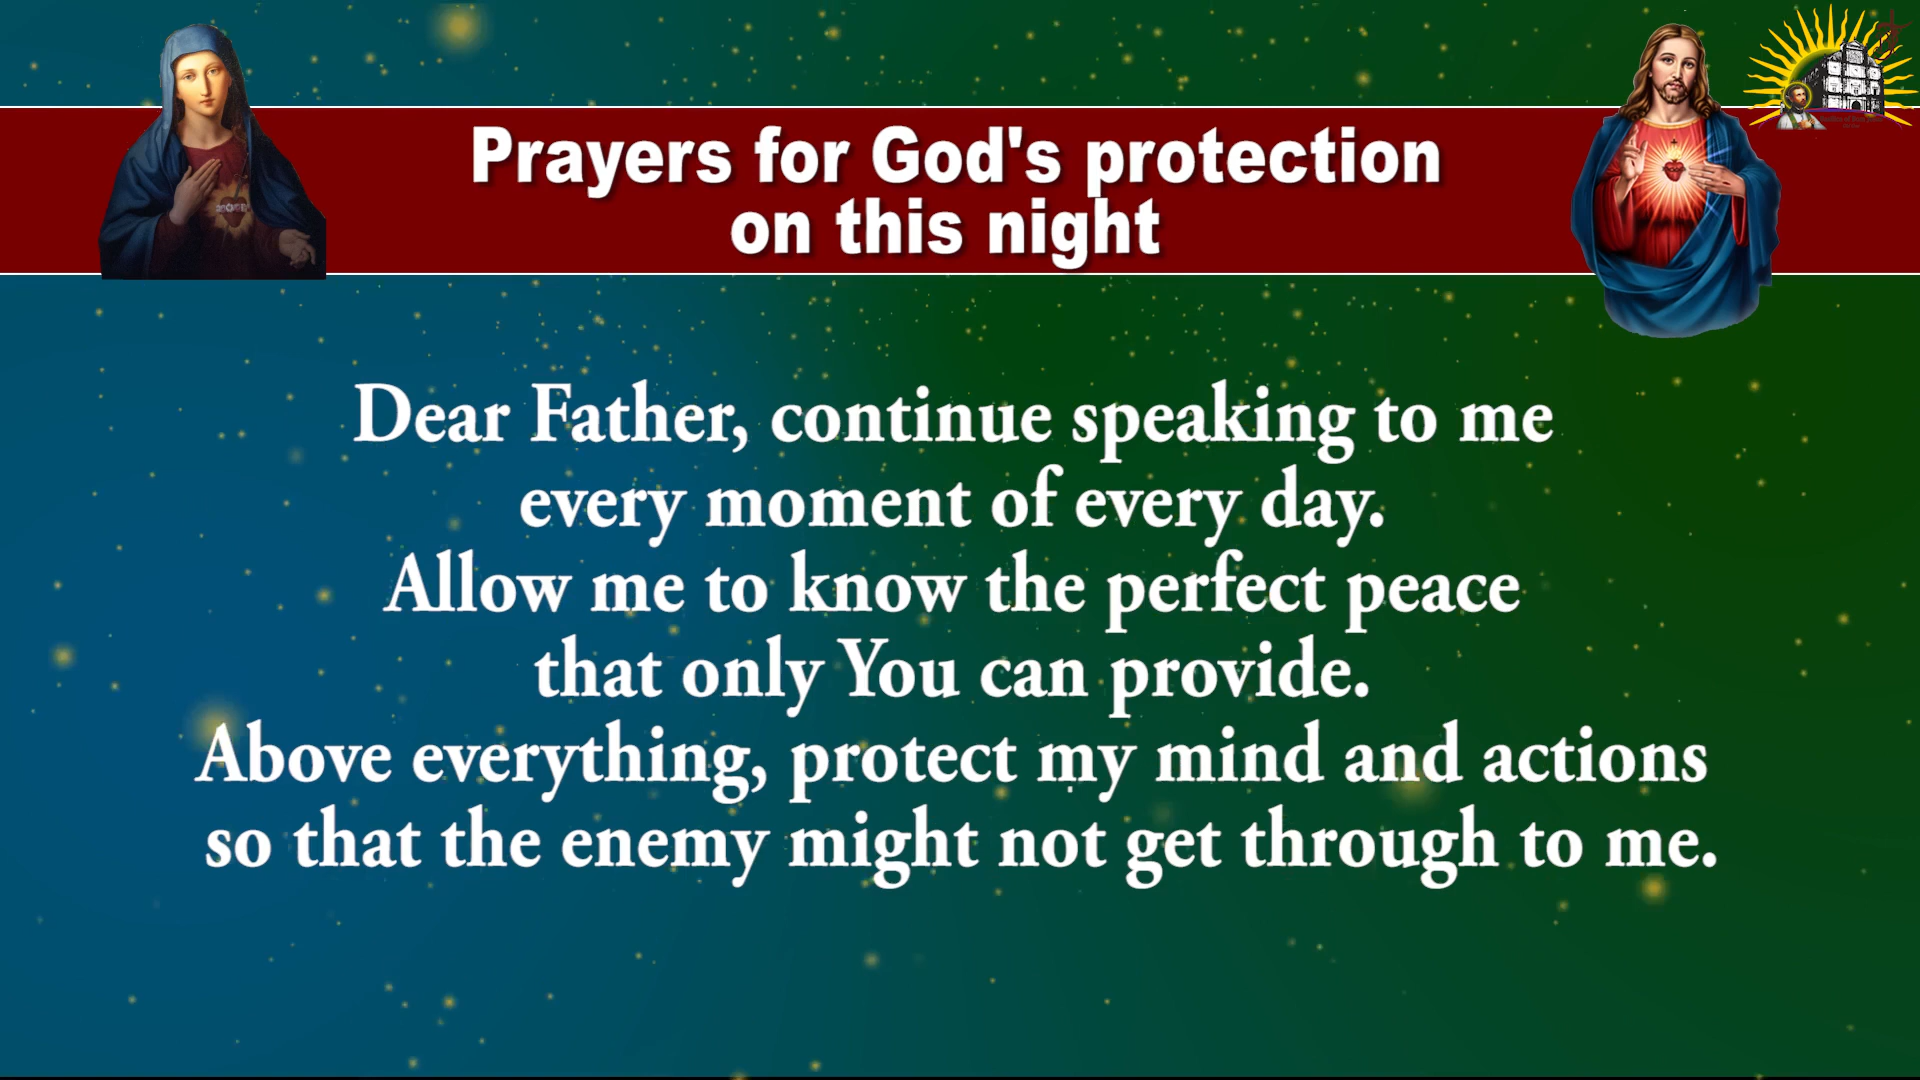 Prayers for God's protection
on this night
Dear Father, continue speaking to me
every moment of every day.
Allow me to know the perfect peace
that only You can provide.
Above everything, protect my mind and actions
so that the enemy might not get through to me.